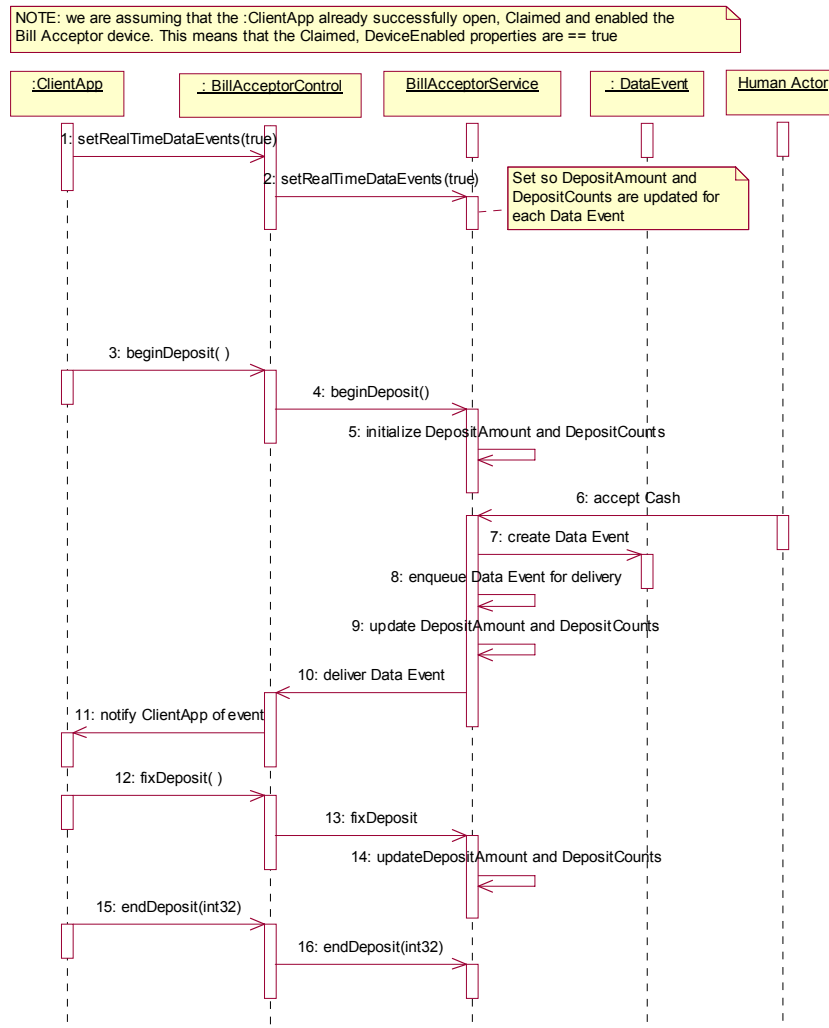 NOTE: we are assuming that the :ClientApp already successfully open, Claimed and enabled the
Bill Acceptor device. This means that the Claimed, DeviceEnabled properties are == true
:ClientApp
: BillAcceptorControl
BillAcceptorService
: DataEvent
Human Actor
1: setRealTimeDataEvents(true)
2: setRealTimeDataEvents(true)
Set so DepositAmount and
DepositCounts are updated for
each Data Event
3: beginDeposit( )
4: beginDeposit()
5: initialize DepositAmount and DepositCounts
6: accept Cash
7: create Data Event
8: enqueue Data Event for delivery
9: update DepositAmount and DepositCounts
10: deliver Data Event
11: notify ClientApp of event
12: fixDeposit( )
13: fixDeposit
14: updateDepositAmount and DepositCounts
15: endDeposit(int32)
16: endDeposit(int32)